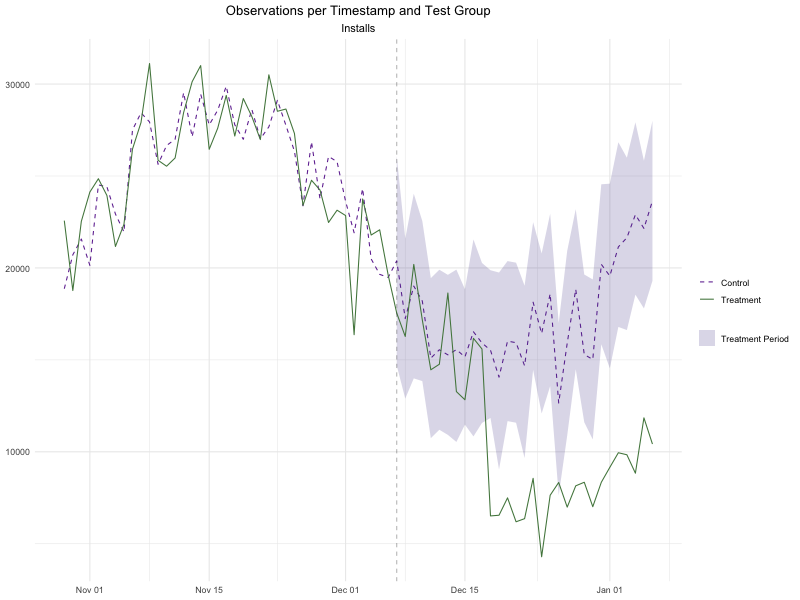 Observations per Timestamp and Test Group
Installs
30000
20000
10000
Nov 01
Nov 15
Dec 01
Dec 15
Jan 01
Control
Treatment
Treatment Period